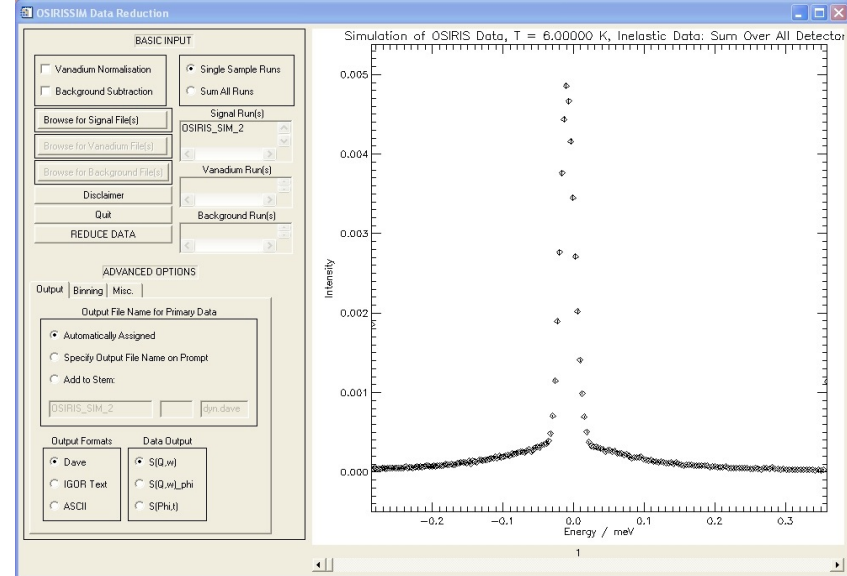 OSIRISSIM Data Reduction
BASIC INPUT
Vanadium Normalisation
Background Subtraction
Single Sample Runs
Sum All Runs
Browse for Signal File(s)
Browse for Vanadium File(s)
Browse for Background File(s)
Disclaimer
Quit
REDUCE DATA
Signal Run(s)
OSIRIS_SIM_2
Vanadium Run(s)
Background Run(s)
ADVANCED OPTIONS
Output Binning Misc.
Output File Name for Primary Data
Automatically Assigned
Specify Output File Name on Prompt
Add to Stem:
OSIRIS_SIM_2 dyn.dave
Output Formats
Dave
IGOR Text
ASCII
Data Output
S(Q,w)
S(Q,w)_phi
S(Phi,t)
Simulation of OSIRIS Data, T = 6.00000 K, Inelastic Data: Sum Over All Detector
Intensity
0.005
0.004
0.003
0.002
0.001
0.000
-0.2 -0.1 0.0 0.1 0.2 0.3
Energy / meV
1